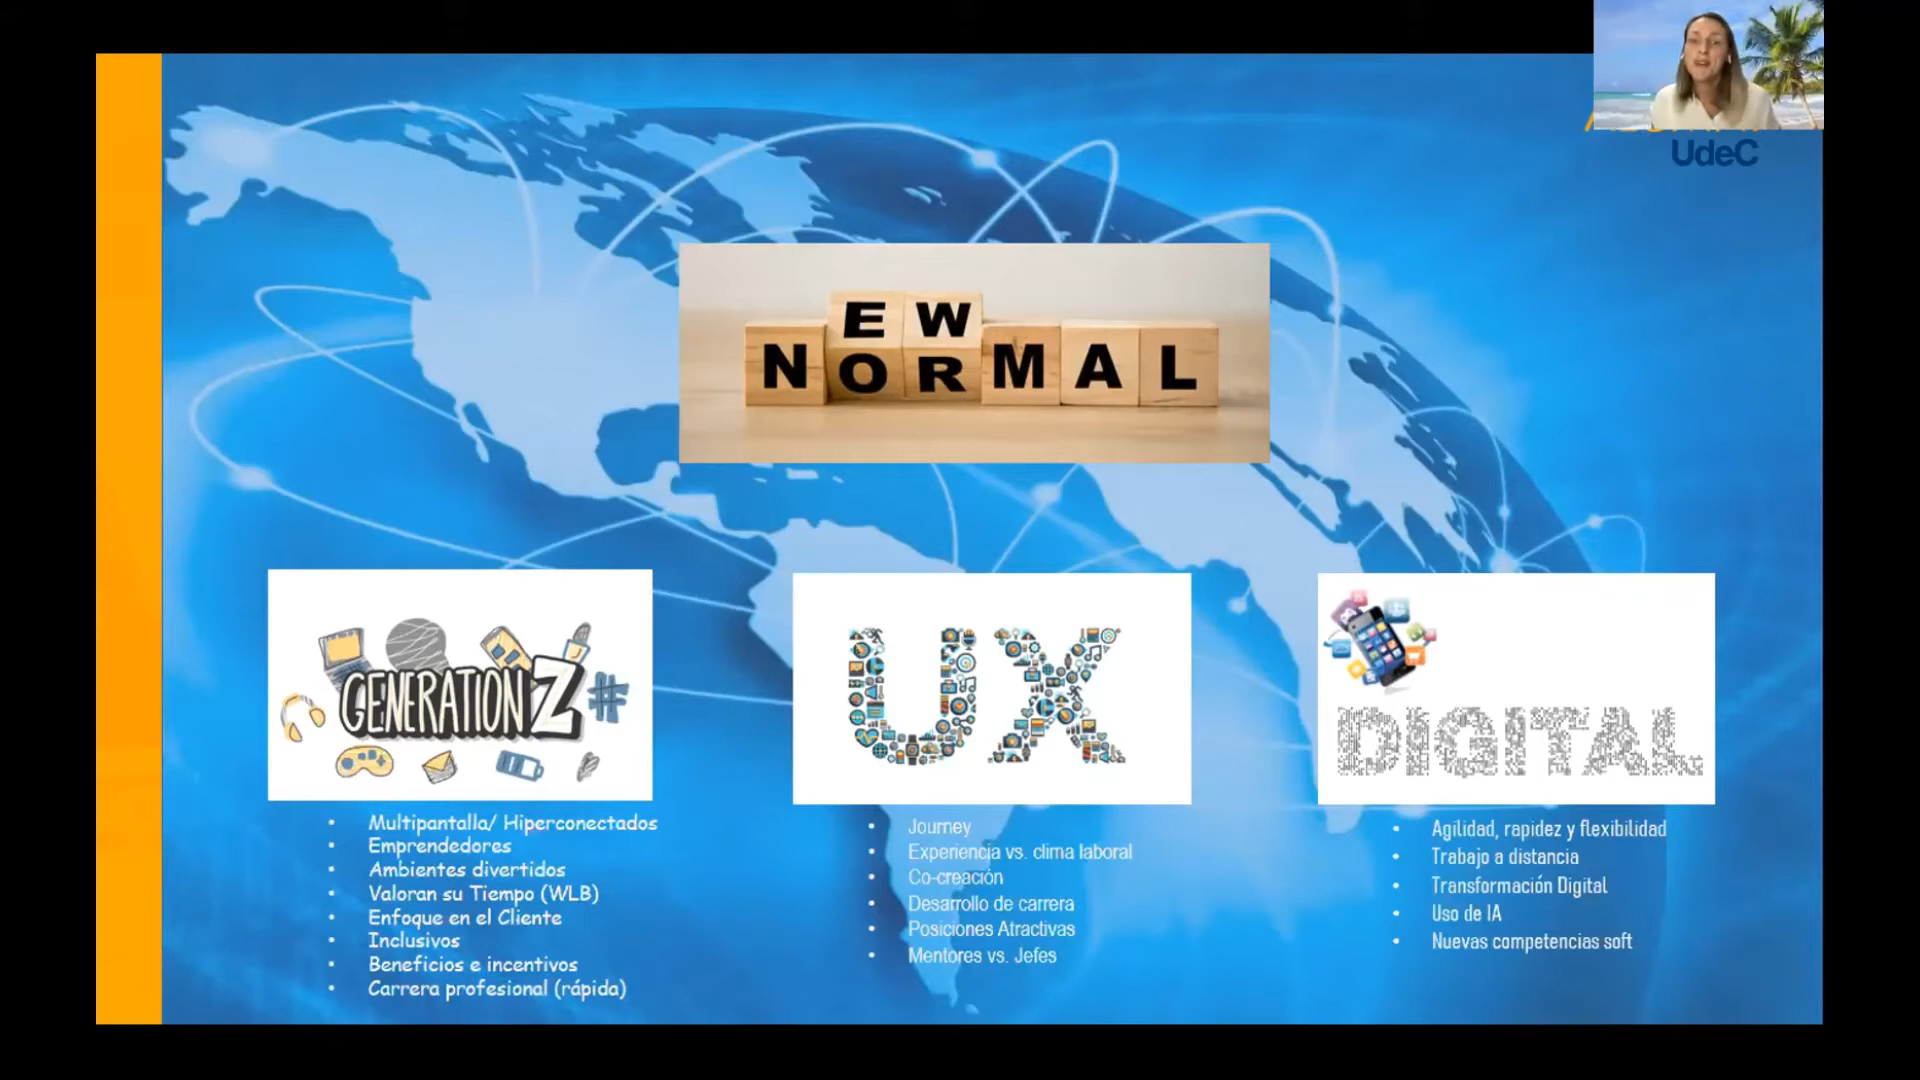 UdeC
EW
NORMAL
GENERATION Z #
Multipantalla/ Hiperconectados
Emprendedores
Ambientes divertidos
Valoran su Tiempo (WLB)
Enfoque en el Cliente
Inclusivos
Beneficios e incentivos
Carrera profesional (rápida)
UX
Journey
Experiencia vs. clima laboral
Co-creación
Desarrollo de carrera
Posiciones Atractivas
Mentores vs. Jefes
DIGITAL
Agilidad, rapidez y flexibilidad
Trabajo a distancia
Transformación Digital
Uso de IA
Nuevas competencias soft